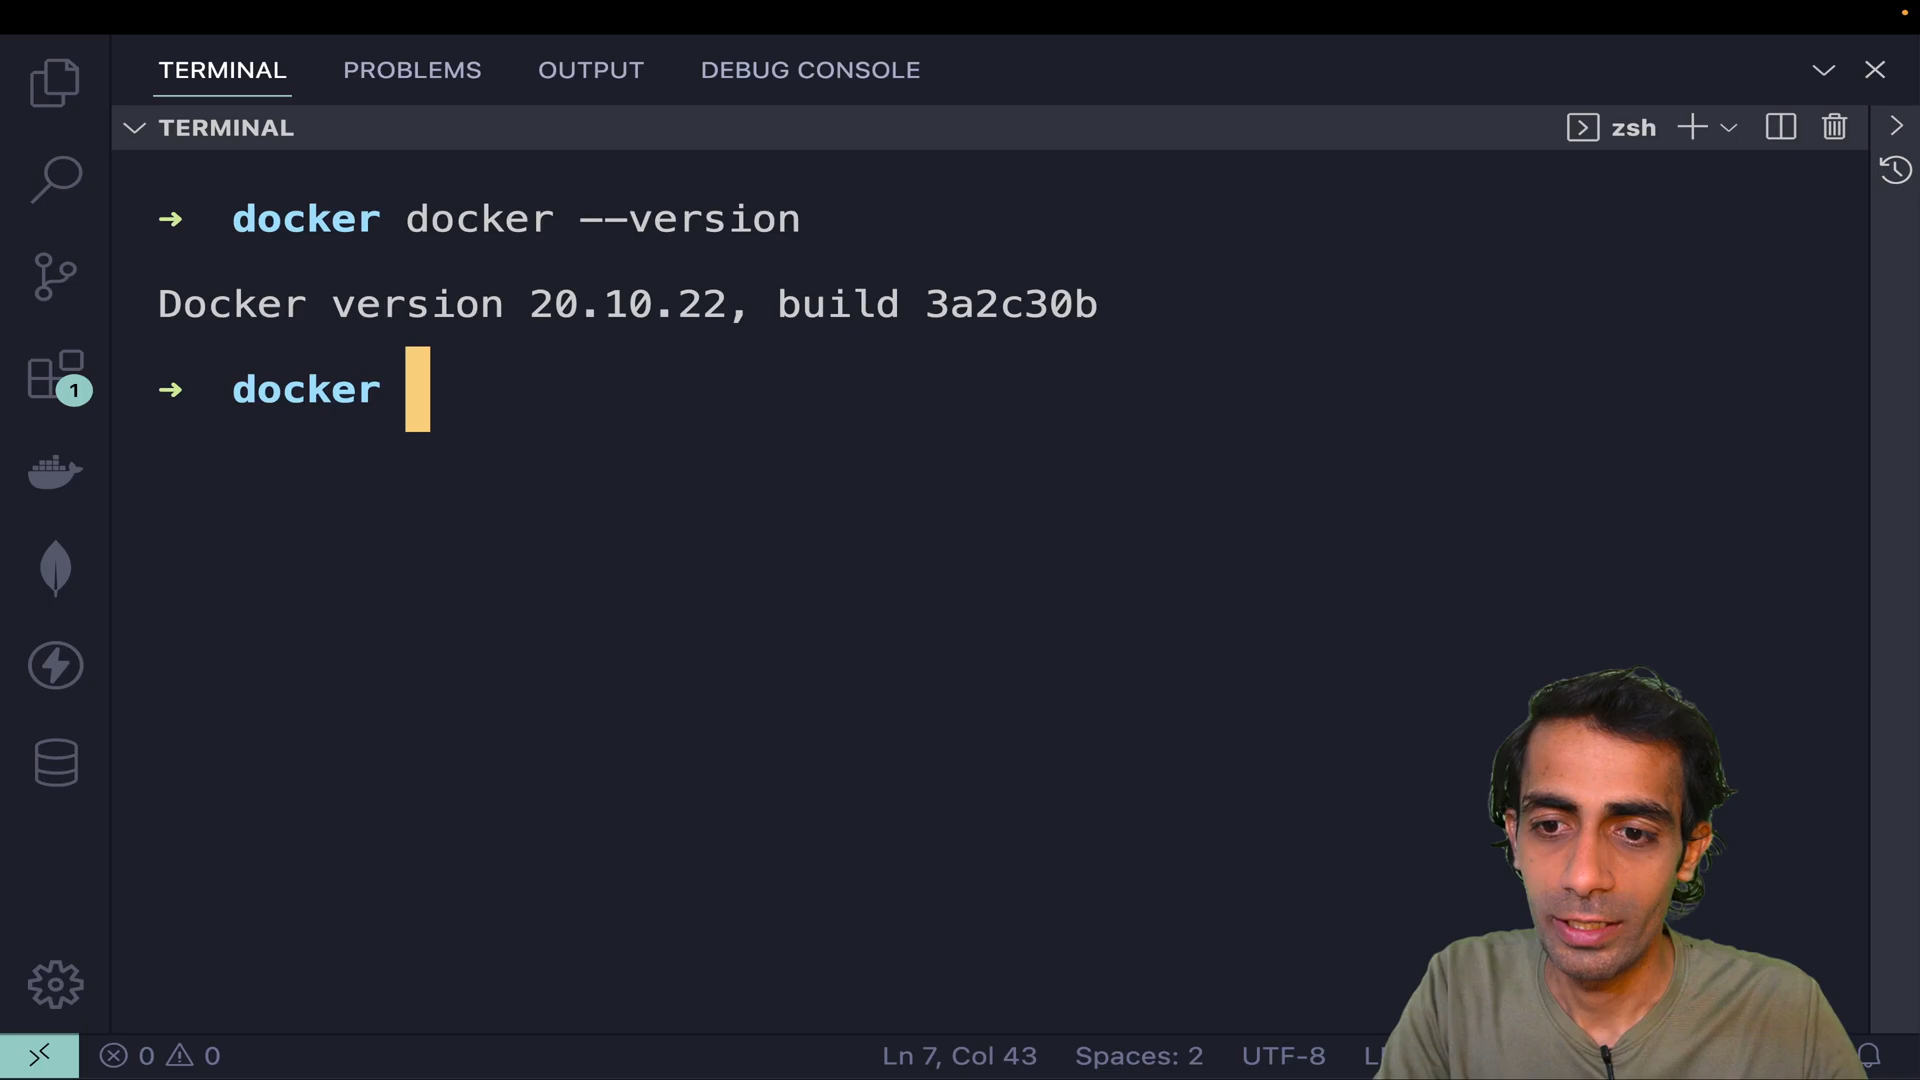 TERMINAL PROBLEMS OUTPUT DEBUG CONSOLE
TERMINAL zsh
→ docker docker --version
Docker version 20.10.22, build 3a2c30b
→ docker
1
0 0 Ln 7, Col 43 Spaces: 2 UTF-8